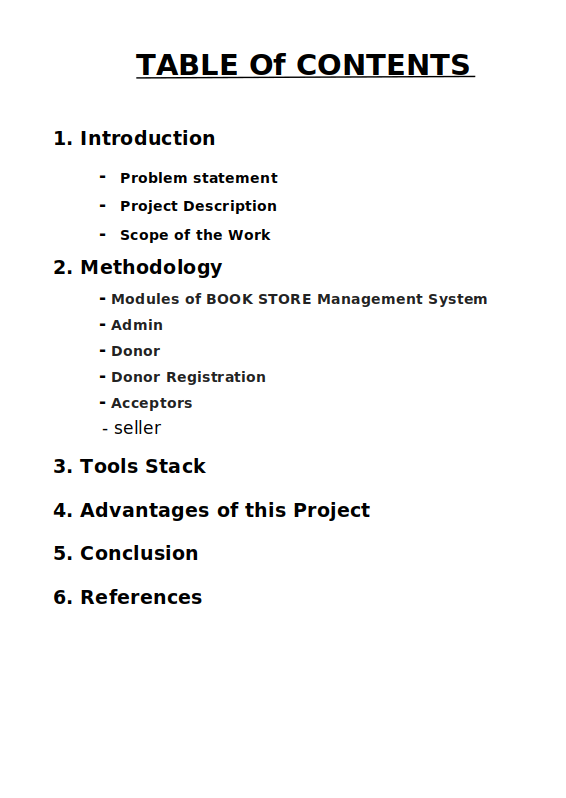 TABLE Of CONTENTS
1. Introduction
- Problem statement
- Project Description
- Scope of the Work
2. Methodology
- Modules of BOOK STORE Management System
- Admin
- Donor
- Donor Registration
- Acceptors
- seller
3. Tools Stack
4. Advantages of this Project
5. Conclusion
6. References